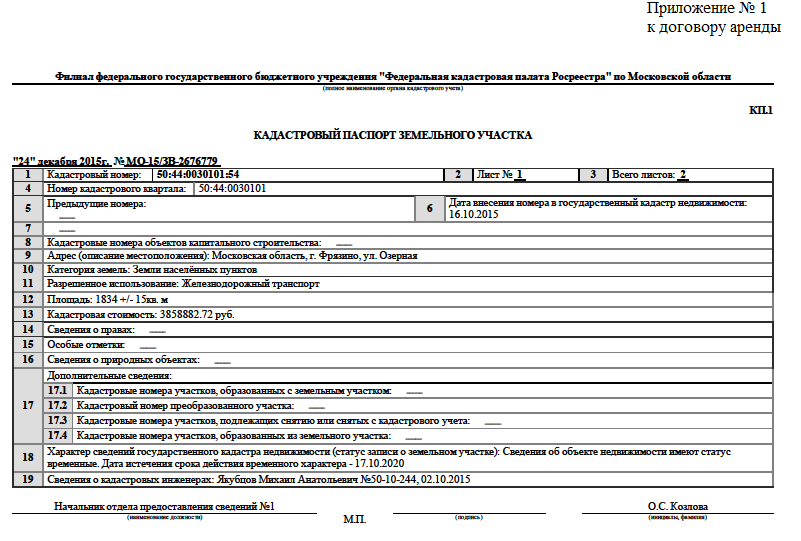 Приложение № 1
к договору аренды
Филиал федерального государственного бюджетного учреждения "Федеральная кадастровая палата Росреестра" по Московской области
(полное наименование органа кадастрового учета)
КП.1
КАДАСТРОВЫЙ ПАСПОРТ ЗЕМЕЛЬНОГО УЧАСТКА
"24" декабря 2015г. № МО-15/ЗВ-2676779
1 Кадастровый номер: 50:44:0030101:54 2 Лист № 1 3 Всего листов: 2
4 Номер кадастрового квартала: 50:44:0030101
5 Предыдущие номера: ___ 6 Дата внесения номера в государственный кадастр недвижимости:
16.10.2015
7 ___
8 Кадастровые номера объектов капитального строительства: ___
9 Адрес (описание местоположения): Московская область, г. Фрязино, ул. Озерная
10 Категория земель: Земли населённых пунктов
11 Разрешенное использование: Железнодорожный транспорт
12 Площадь: 1834 +/- 15кв. м
13 Кадастровая стоимость: 3858882.72 руб.
14 Сведения о правах: ___
15 Особые отметки: ___
16 Сведения о природных объектах: ___
17 Дополнительные сведения:
17.1 Кадастровые номера участков, образованных с земельным участком: ___
17.2 Кадастровый номер преобразованного участка: ___
17.3 Кадастровые номера участков, подлежащих снятию или снятых с кадастрового учета: ___
17.4 Кадастровые номера участков, образованных из земельного участка: ___
18 Характер сведений государственного кадастра недвижимости (статус записи о земельном участке): Сведения об объекте недвижимости имеют статус
временные. Дата истечения срока действия временного характера - 17.10.2020
19 Сведения о кадастровых инженерах: Якубцов Михаил Анатольевич №50-10-244, 02.10.2015
Начальник отдела предоставления сведений №1 О.С. Козлова
(наименование должности) М.П. (подпись) (инициалы, фамилия)